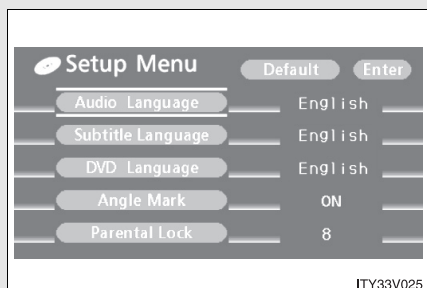 Setup Menu Default Enter
Audio Language English
Subtitle Language English
DVD Language English
Angle Mark ON
Parental Lock 8
ITY33V025